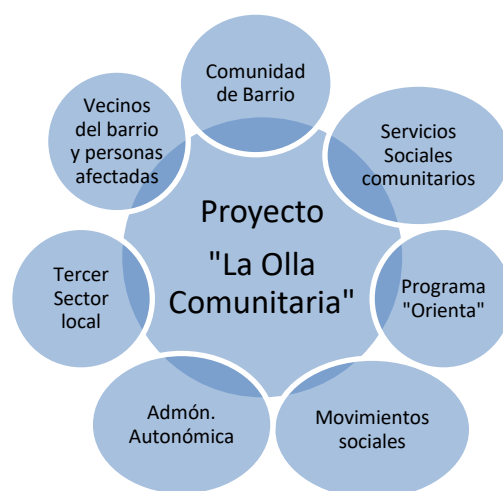 Comunidad
de Barrio
Servicios
Sociales
comunitarios
Programa
"Orienta"
Movimientos
sociales
Admón.
Autonómica
Tercer
Sector
local
Vecinos
del barrio
y personas
afectadas
Proyecto
"La Olla
Comunitaria"